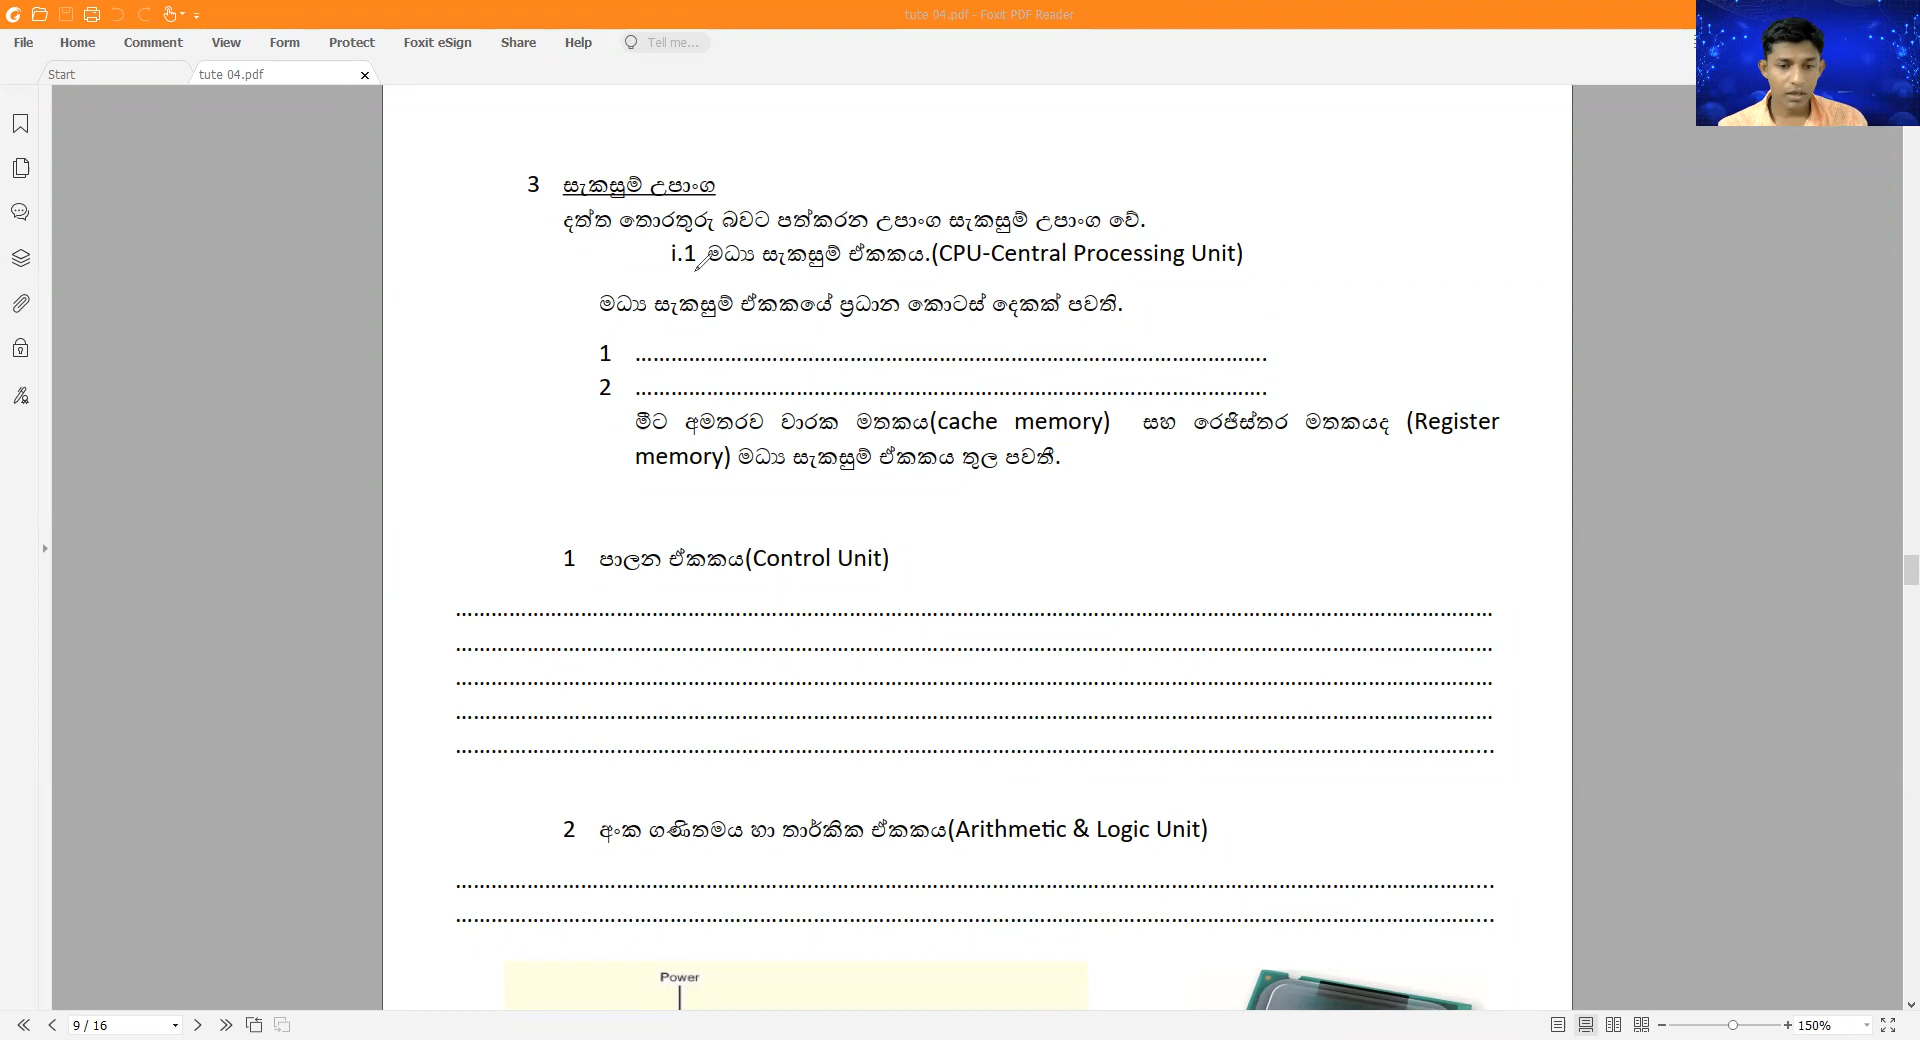 tute 04.pdf - Foxit PDF Reader
File Home Comment View Form Protect Foxit eSign Share Help Tell me...
Start tute 04.pdf
3 සැකසුම් උපාංග
දත්ත තොරතුරු බවට පත්කරන උපාංග සැකසුම් උපාංග වේ.
i.1 මධ්‍ය සැකසුම් ඒකකය.(CPU-Central Processing Unit)
මධ්‍ය සැකසුම් ඒකකයේ ප්‍රධාන කොටස් දෙකක් පවතී.
1 ........................................................................................................
2 ........................................................................................................
මීට අමතරව වාරක මතකය(cache memory) සහ රෙජිස්තර මතකයද (Register
memory) මධ්‍ය සැකසුම් ඒකකය තුල පවතී.
1 පාලන ඒකකය(Control Unit)
2 අංක ගණිතමය හා තාර්කික ඒකකය(Arithmetic & Logic Unit)
Power
9 / 16
150%